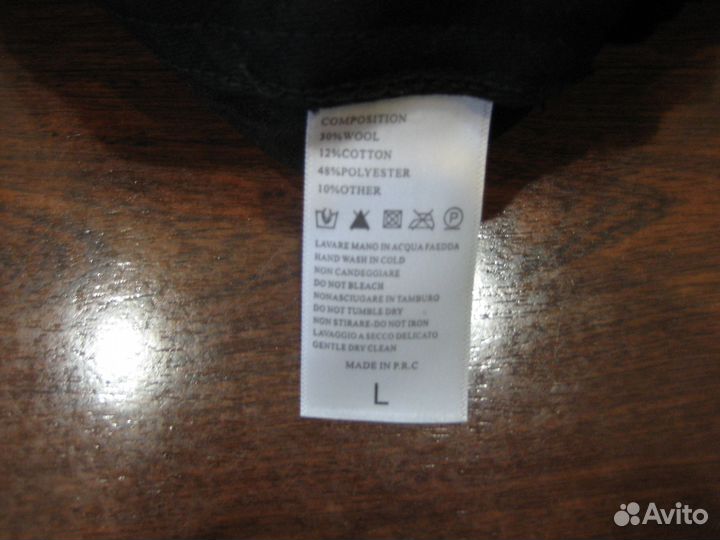 COMPOSITION
30%WOOL
12%COTTON
48%POLYESTER
10%OTHER
P
LAVARE MANO IN ACQUA FAEDDA
HAND WASH IN COLD
NON CANDEGGIARE
DO NOT BLEACH
NONASCIUGARE IN TAMBURO
DO NOT TUMBLE DRY
NON STIRARE-DO NOT IRON
LAVAGGIO A SECCO DELICATO
GENTLE DRY CLEAN
MADE IN P.R.C
L
Avito